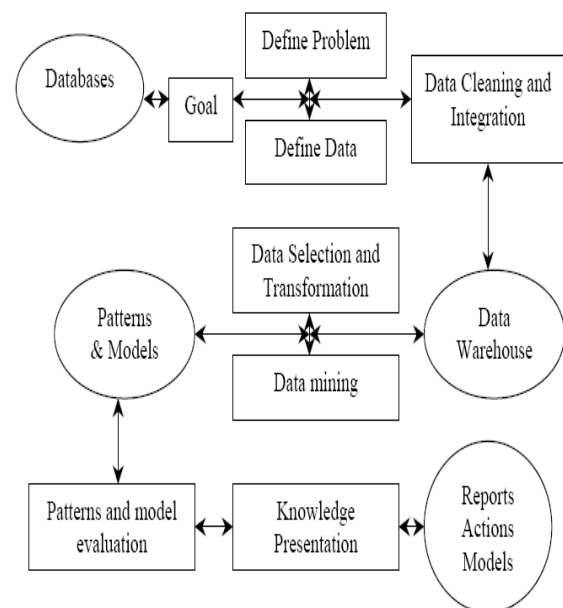 Define Problem
Databases
Goal
Data Cleaning and
Integration
Define Data
Data Selection and
Transformation
Patterns
& Models
Data
Warehouse
Data mining
Patterns and model
evaluation
Knowledge
Presentation
Reports
Actions
Models